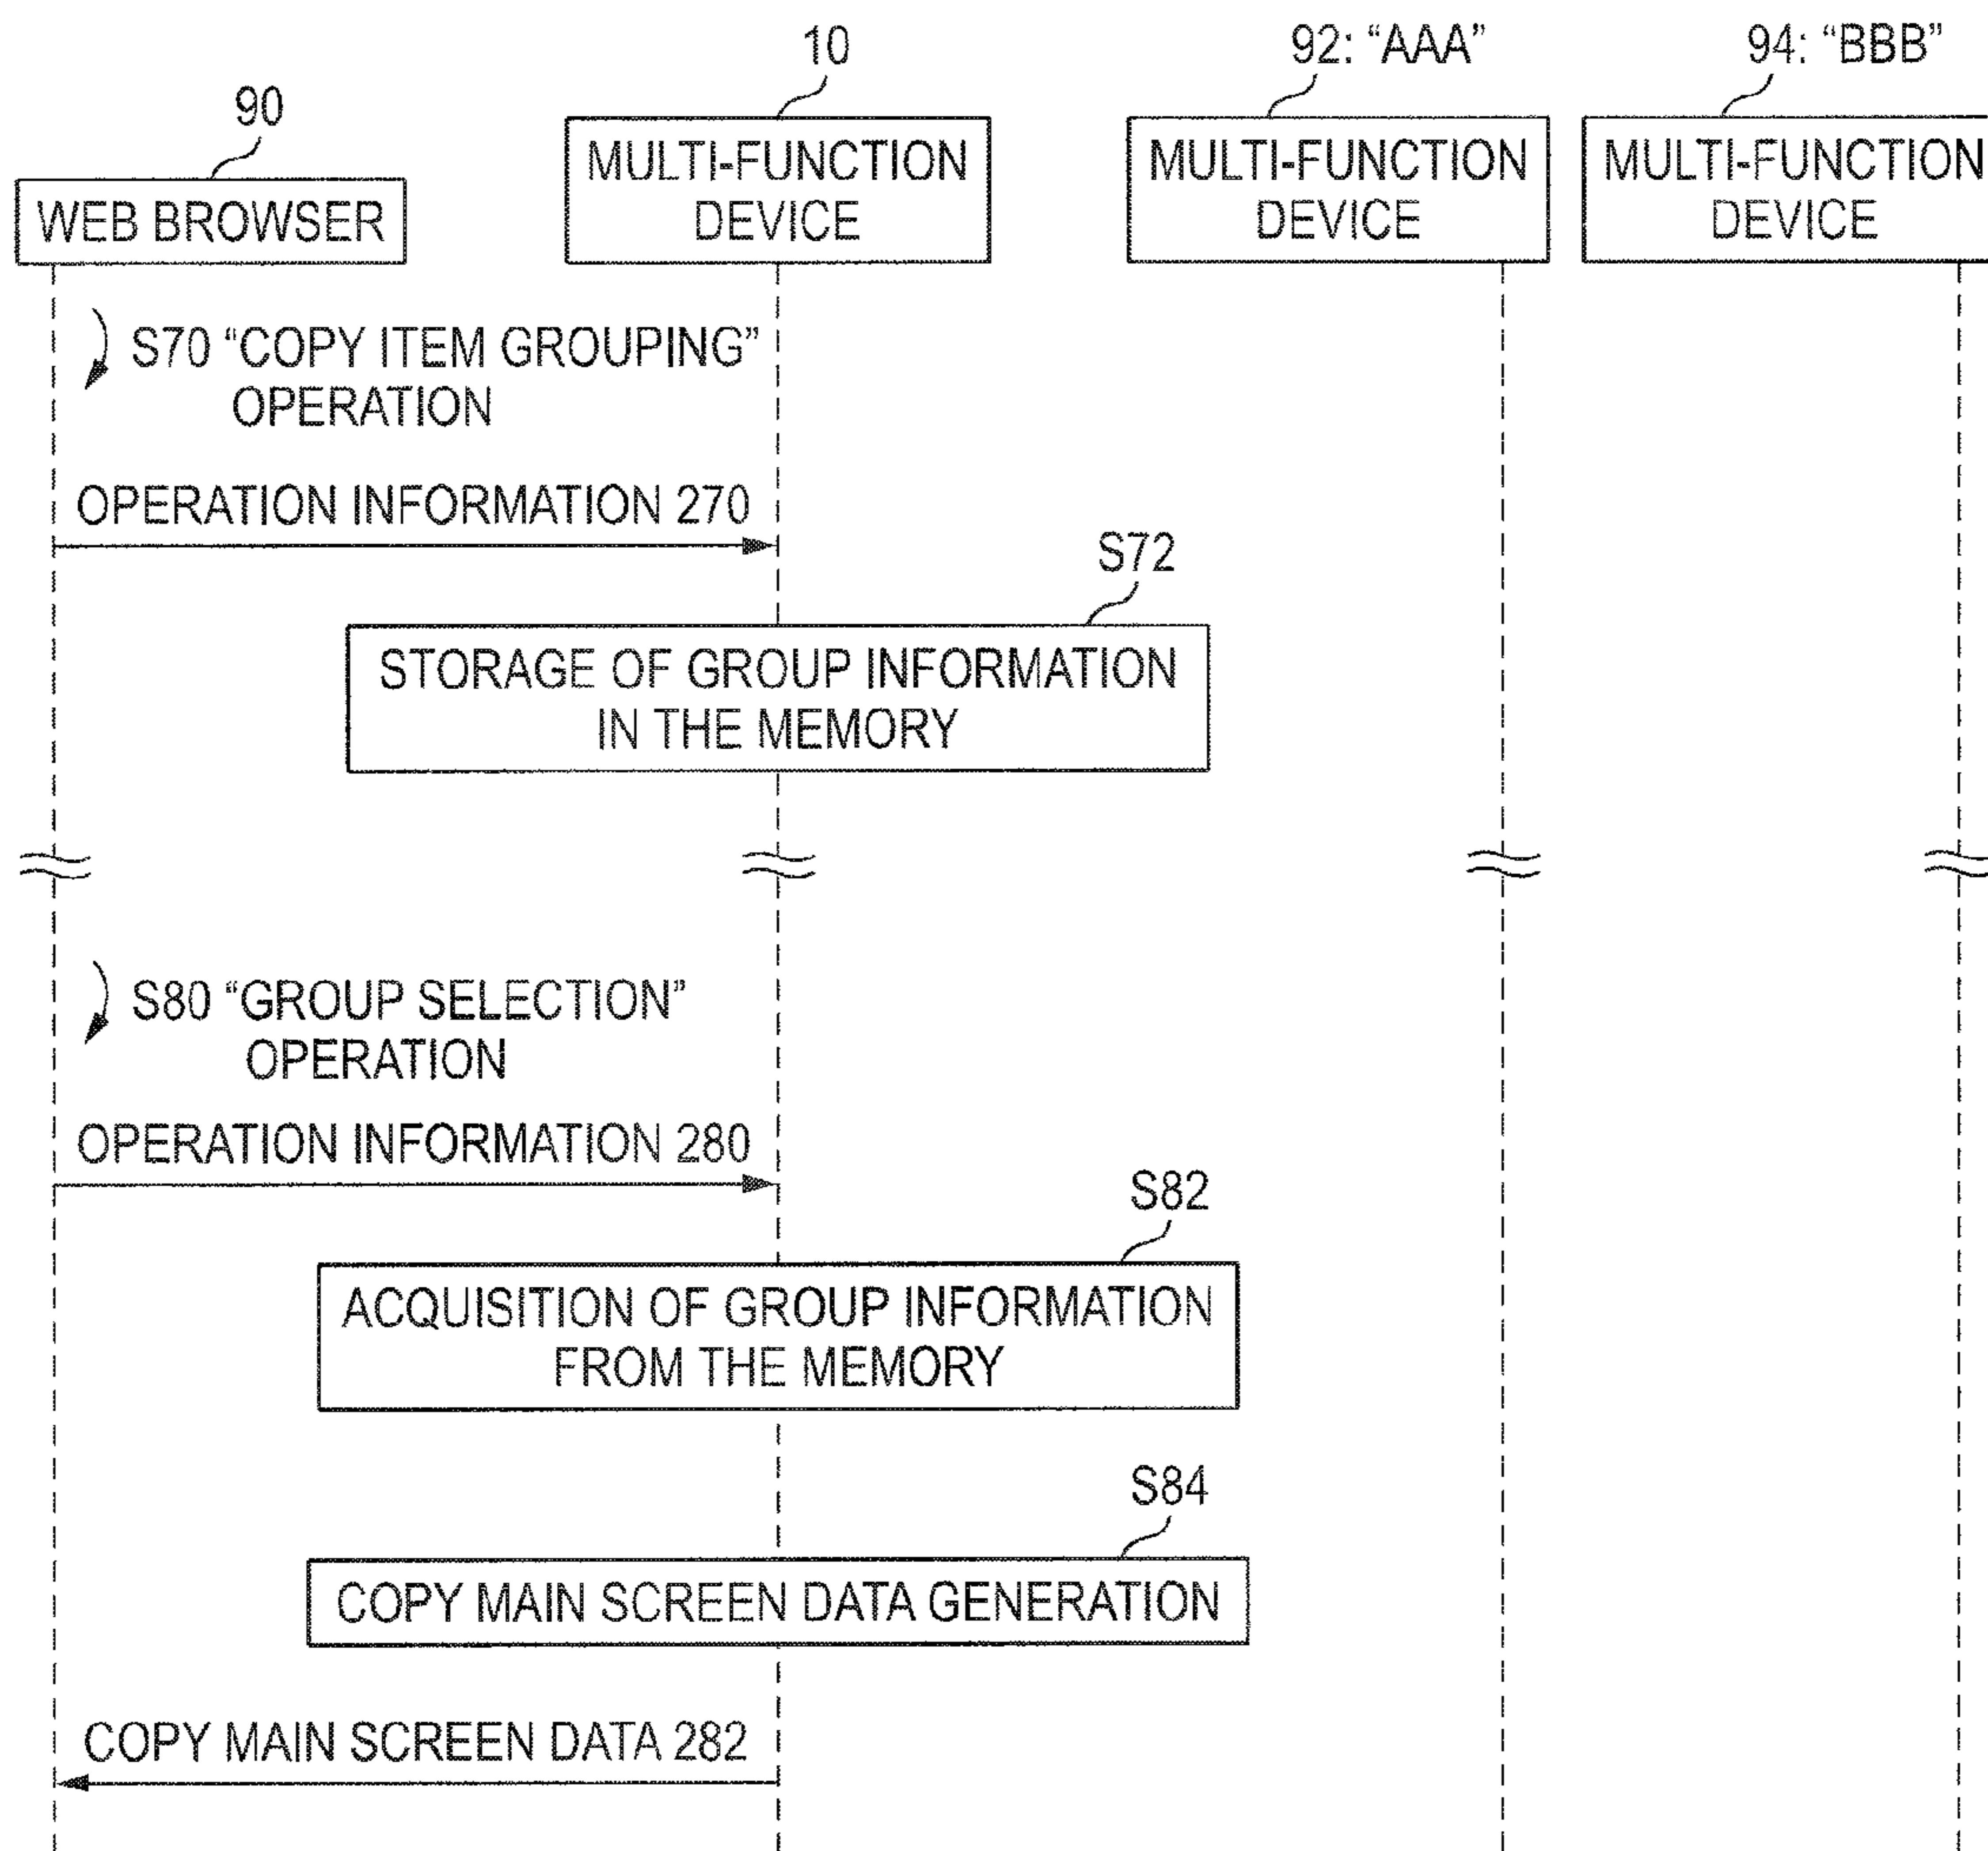 90
10
92: “AAA”
94: “BBB”
WEB BROWSER
MULTI-FUNCTION
DEVICE
MULTI-FUNCTION
DEVICE
MULTI-FUNCTION
DEVICE
S70 “COPY ITEM GROUPING”
OPERATION
OPERATION INFORMATION 270
S72
STORAGE OF GROUP INFORMATION
IN THE MEMORY
S80 “GROUP SELECTION”
OPERATION
OPERATION INFORMATION 280
S82
ACQUISITION OF GROUP INFORMATION
FROM THE MEMORY
S84
COPY MAIN SCREEN DATA GENERATION
COPY MAIN SCREEN DATA 282